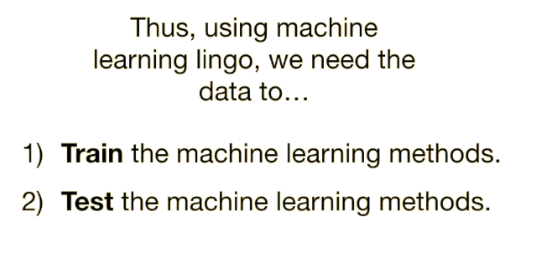 Thus, using machine
learning lingo, we need the
data to...
1) Train the machine learning methods.
2) Test the machine learning methods.